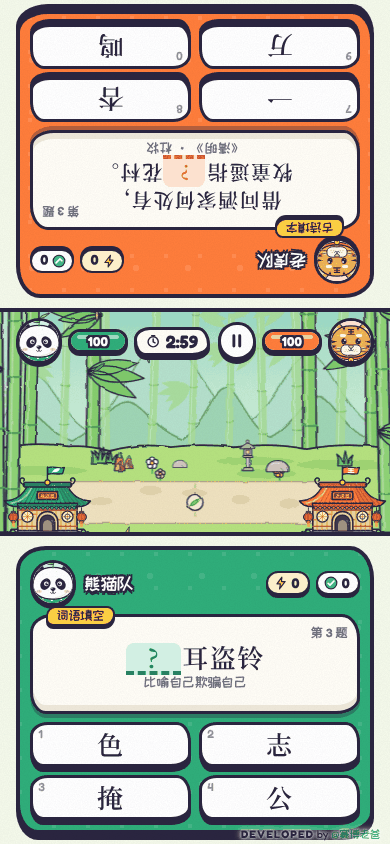 老虎队
0 0
古诗填字
第 3 题
借问酒家何处有，
牧童遥指 ? 花村。
《清明》 · 杜牧
7 一 8 杏
9 万 0 鸣
100 2:59 100
熊猫队
0 0
词语填空
第 3 题
? 耳盗铃
比喻自己欺骗自己
1 色 2 志
3 掩 4 公
DEVELOPED by